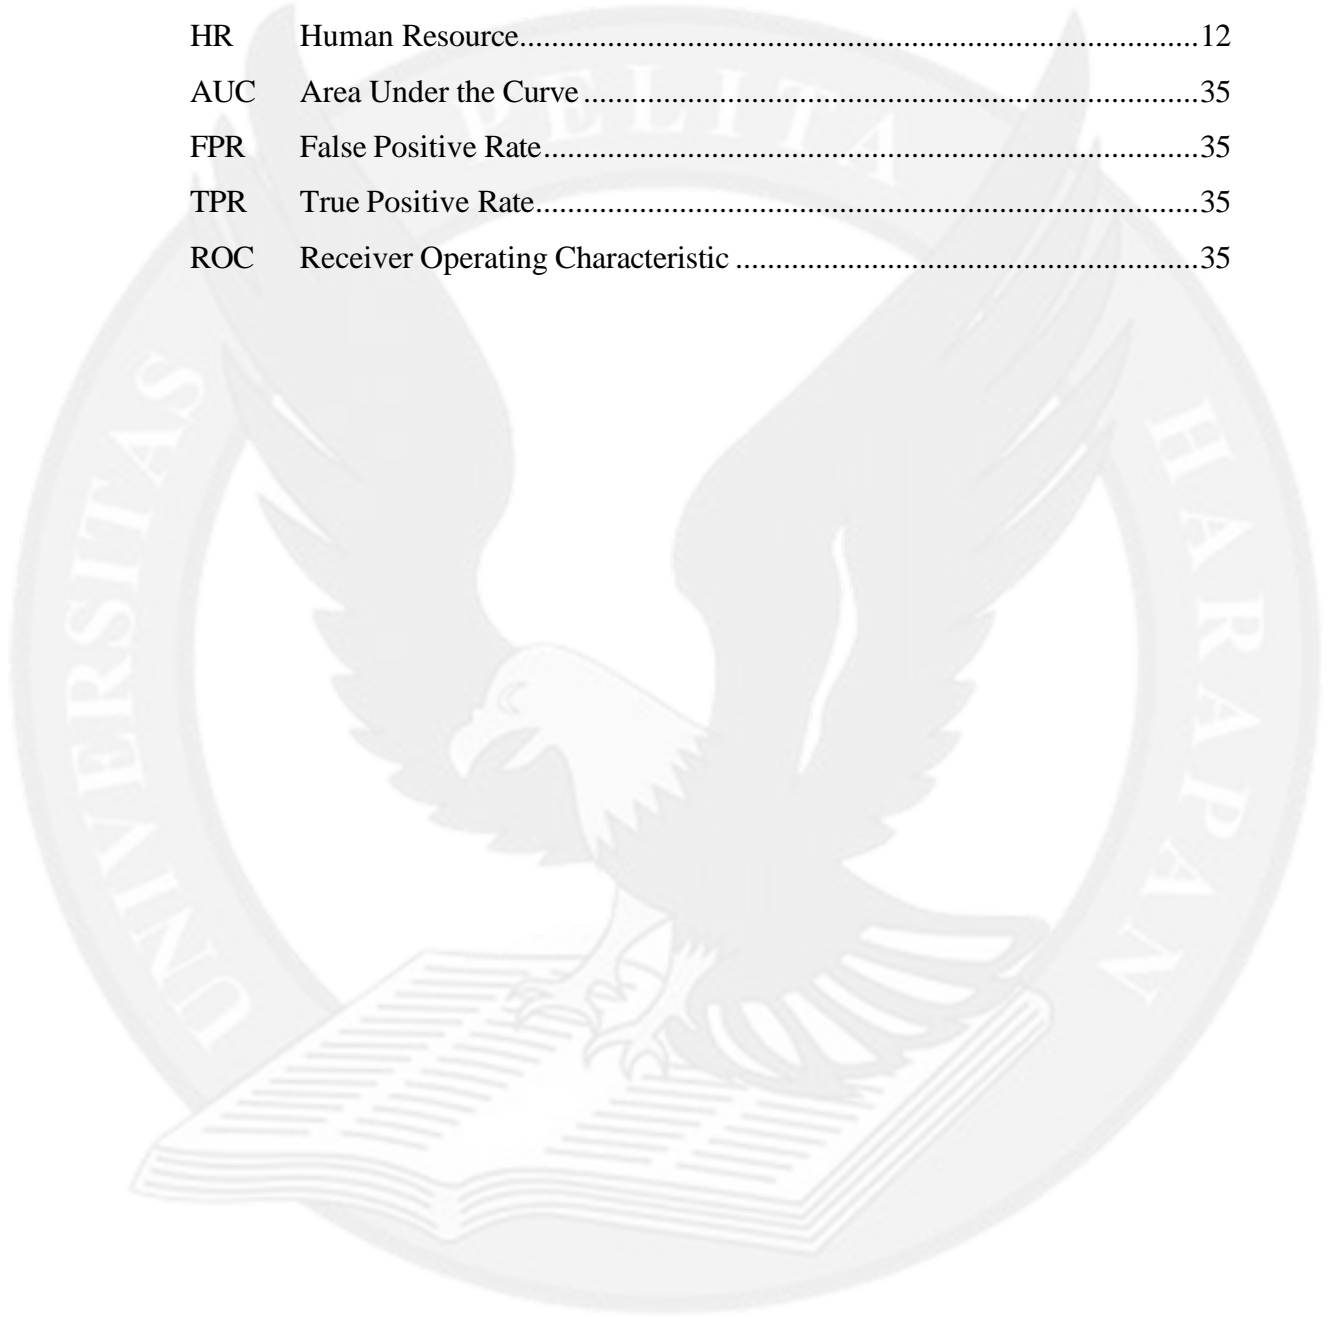 HR Human Resource....................................................................................12
AUC Area Under the Curve.............................................................................35
FPR False Positive Rate.................................................................................35
TPR True Positive Rate..................................................................................35
ROC Receiver Operating Characteristic..........................................................35
UNIVERSITAS PELITA HARAPAN